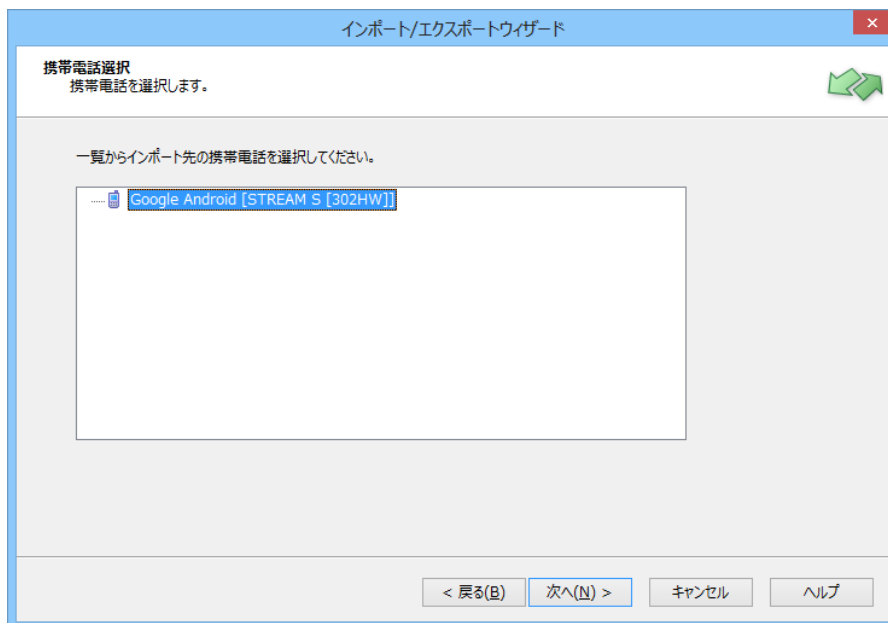 インポート/エクスポートウィザード
携帯電話選択
携帯電話を選択します。
一覧からインポート先の携帯電話を選択してください。
Google Android [STREAM S [302HW]]
< 戻る(B)
次へ(N) >
キャンセル
ヘルプ